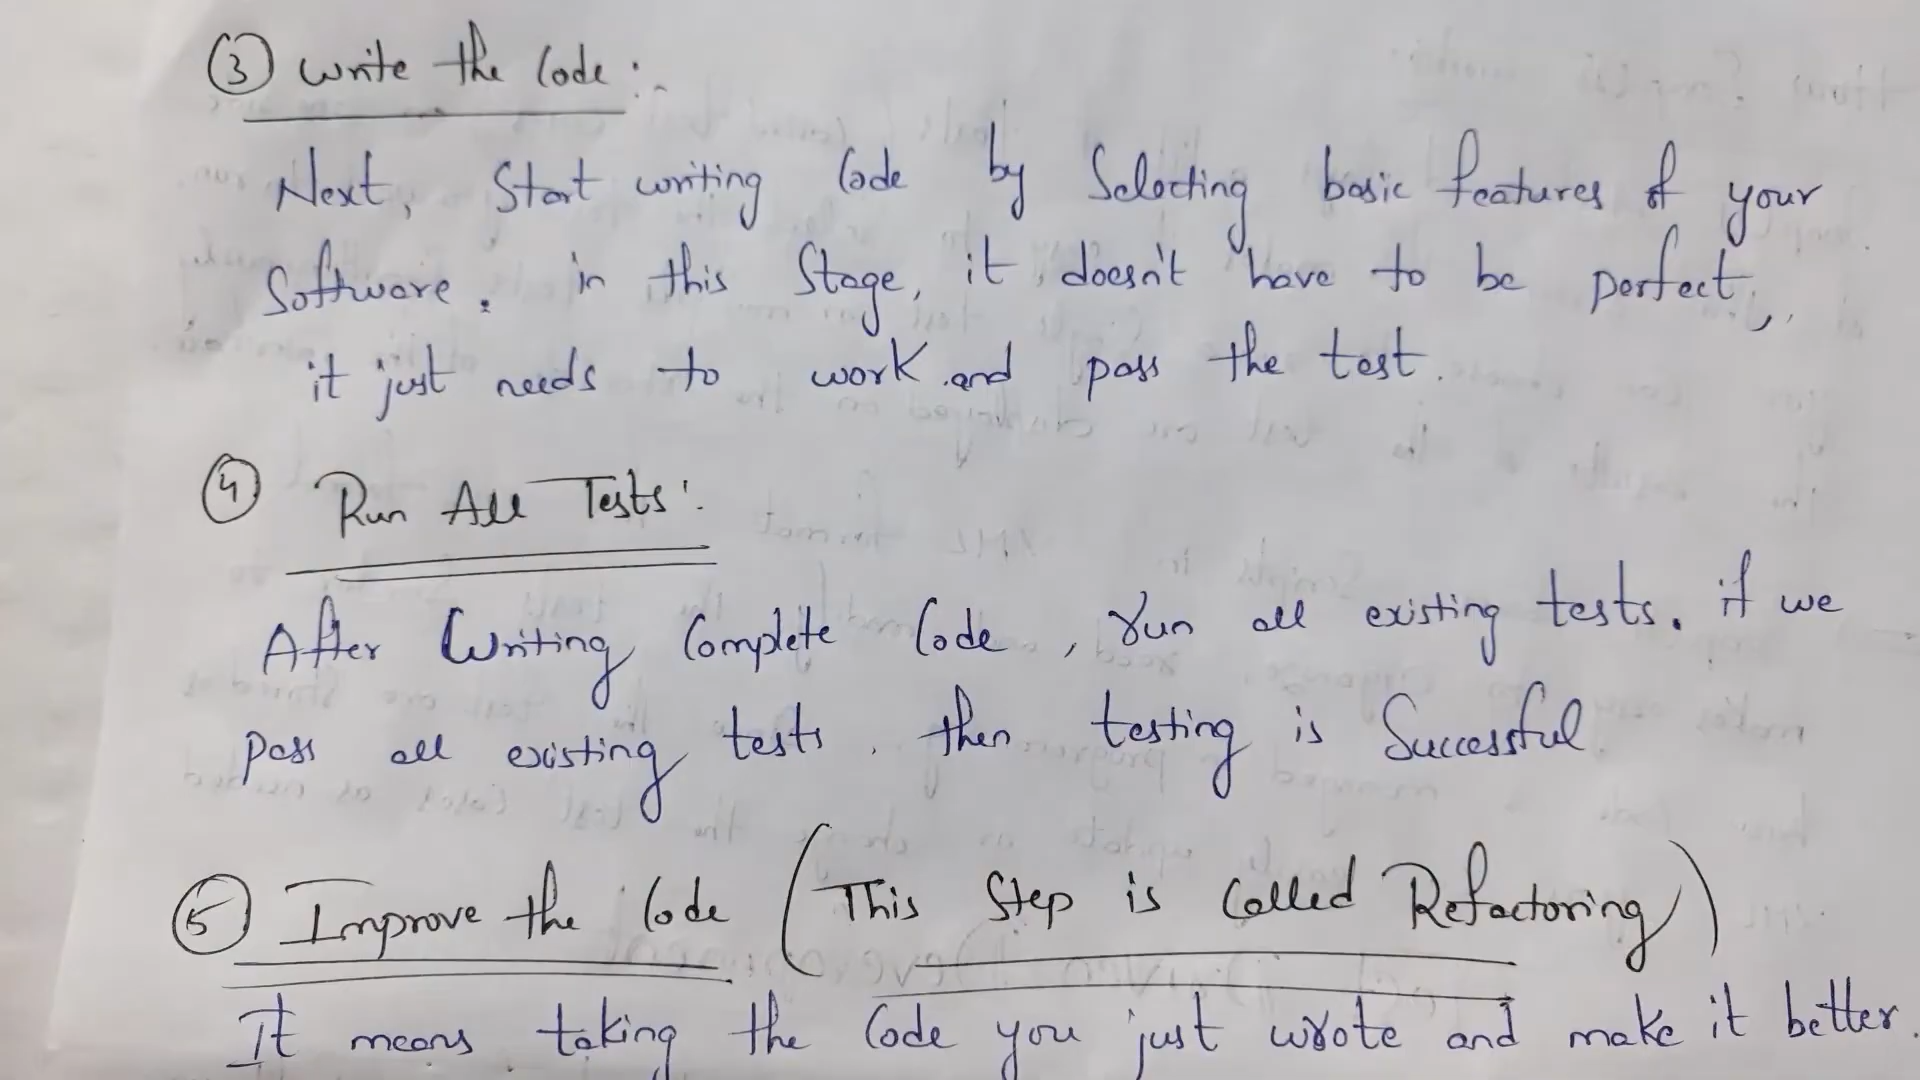 ③ Write the Code :-
Next, Start writing Code by Selecting basic features of your
Software. in this Stage, it doesn't have to be perfect,
it just needs to work and pass the test.
④ Run All Tests:
After Writing Complete Code, run all existing tests. if we
pass all existing tests, then testing is Successful.
⑤ Improve the Code (This Step is Called Refactoring)
It means taking the Code you just wrote and make it better.